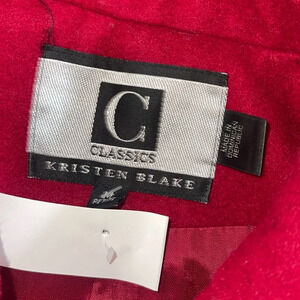 C
CLASSICS
KRISTEN BLAKE
MADE IN
DOMINICAN
REPUBLIC